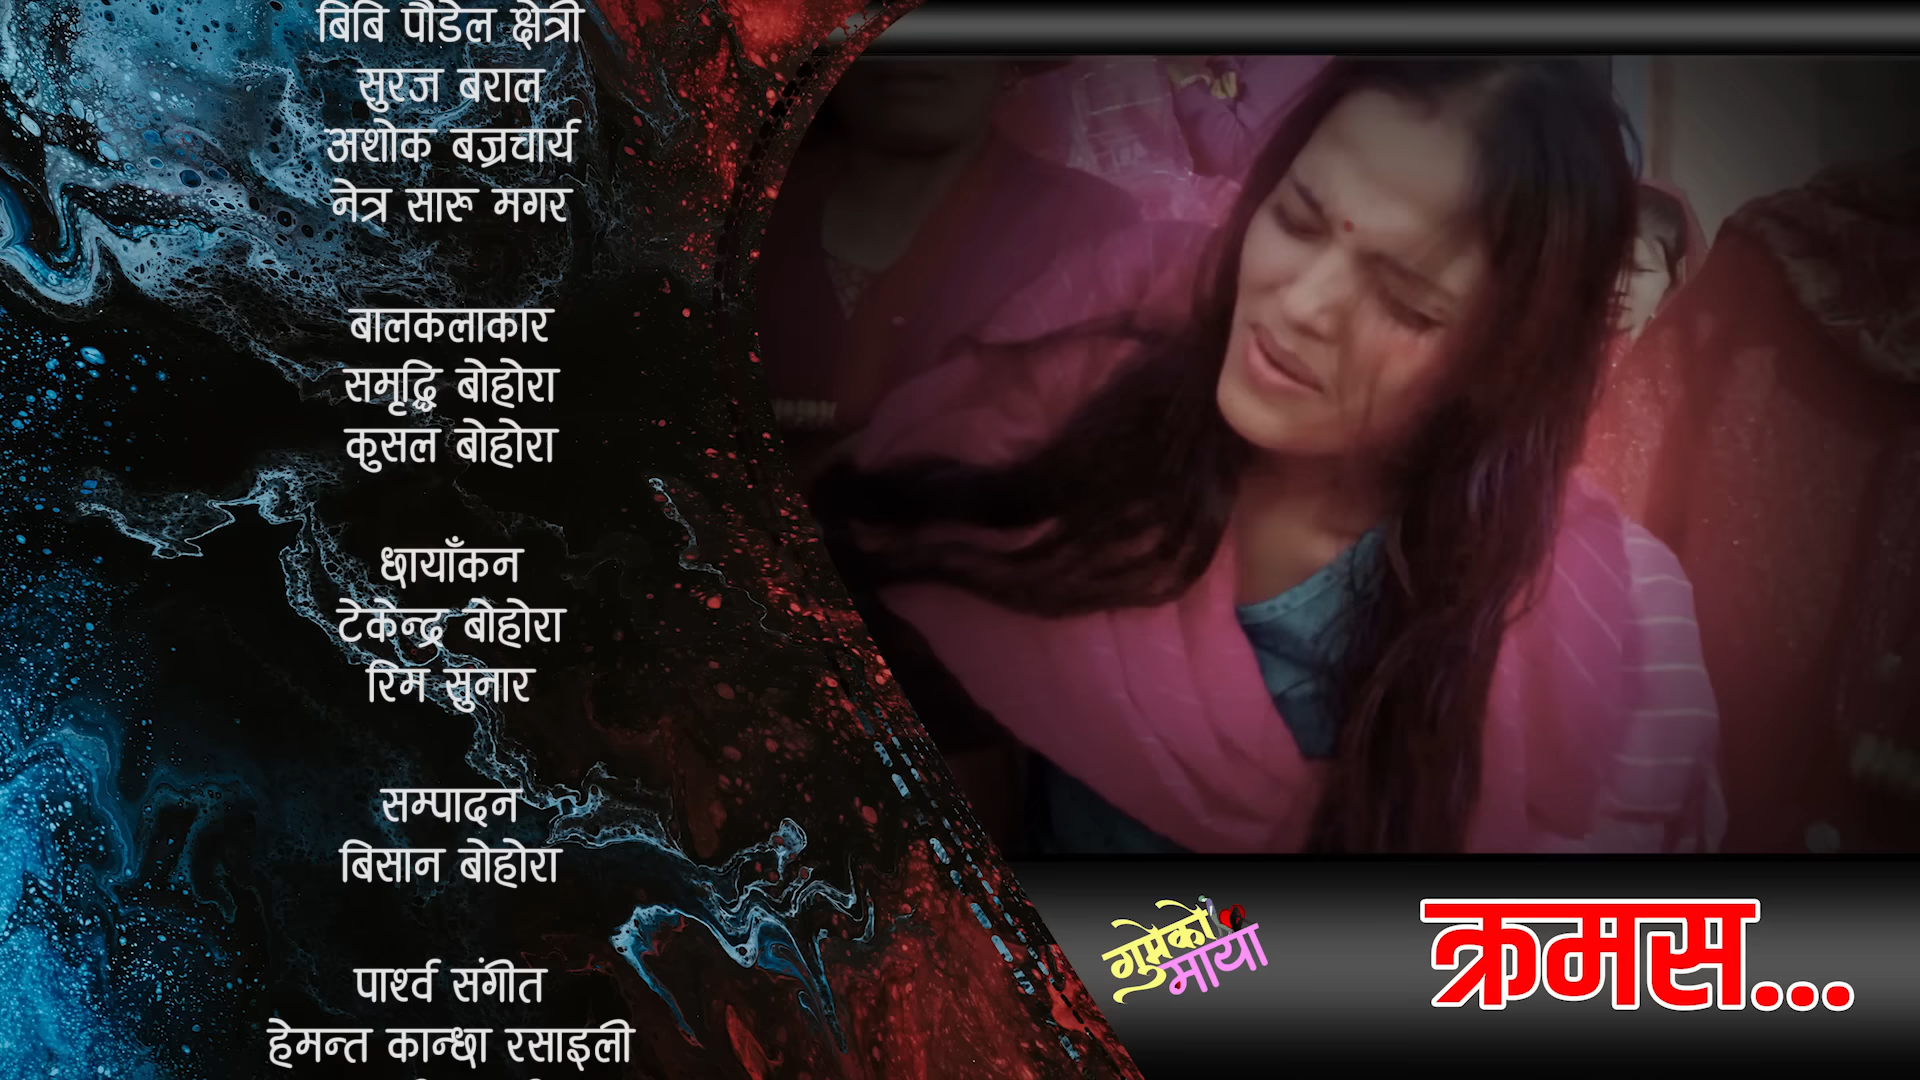 बिबि पौडेल क्षेत्री
सुरज बराल
अशोक बज्रचार्य
नेत्र सारू मगर
बालकलाकार
समृद्धि बोहोरा
कुसल बोहोरा
छायाँकन
टेकेन्द्र बोहोरा
रिम सुनार
सम्पादन
बिसान बोहोरा
पार्श्व संगीत
हेमन्त कान्छा रसाइली
गुमेको
माया
क्रमस...